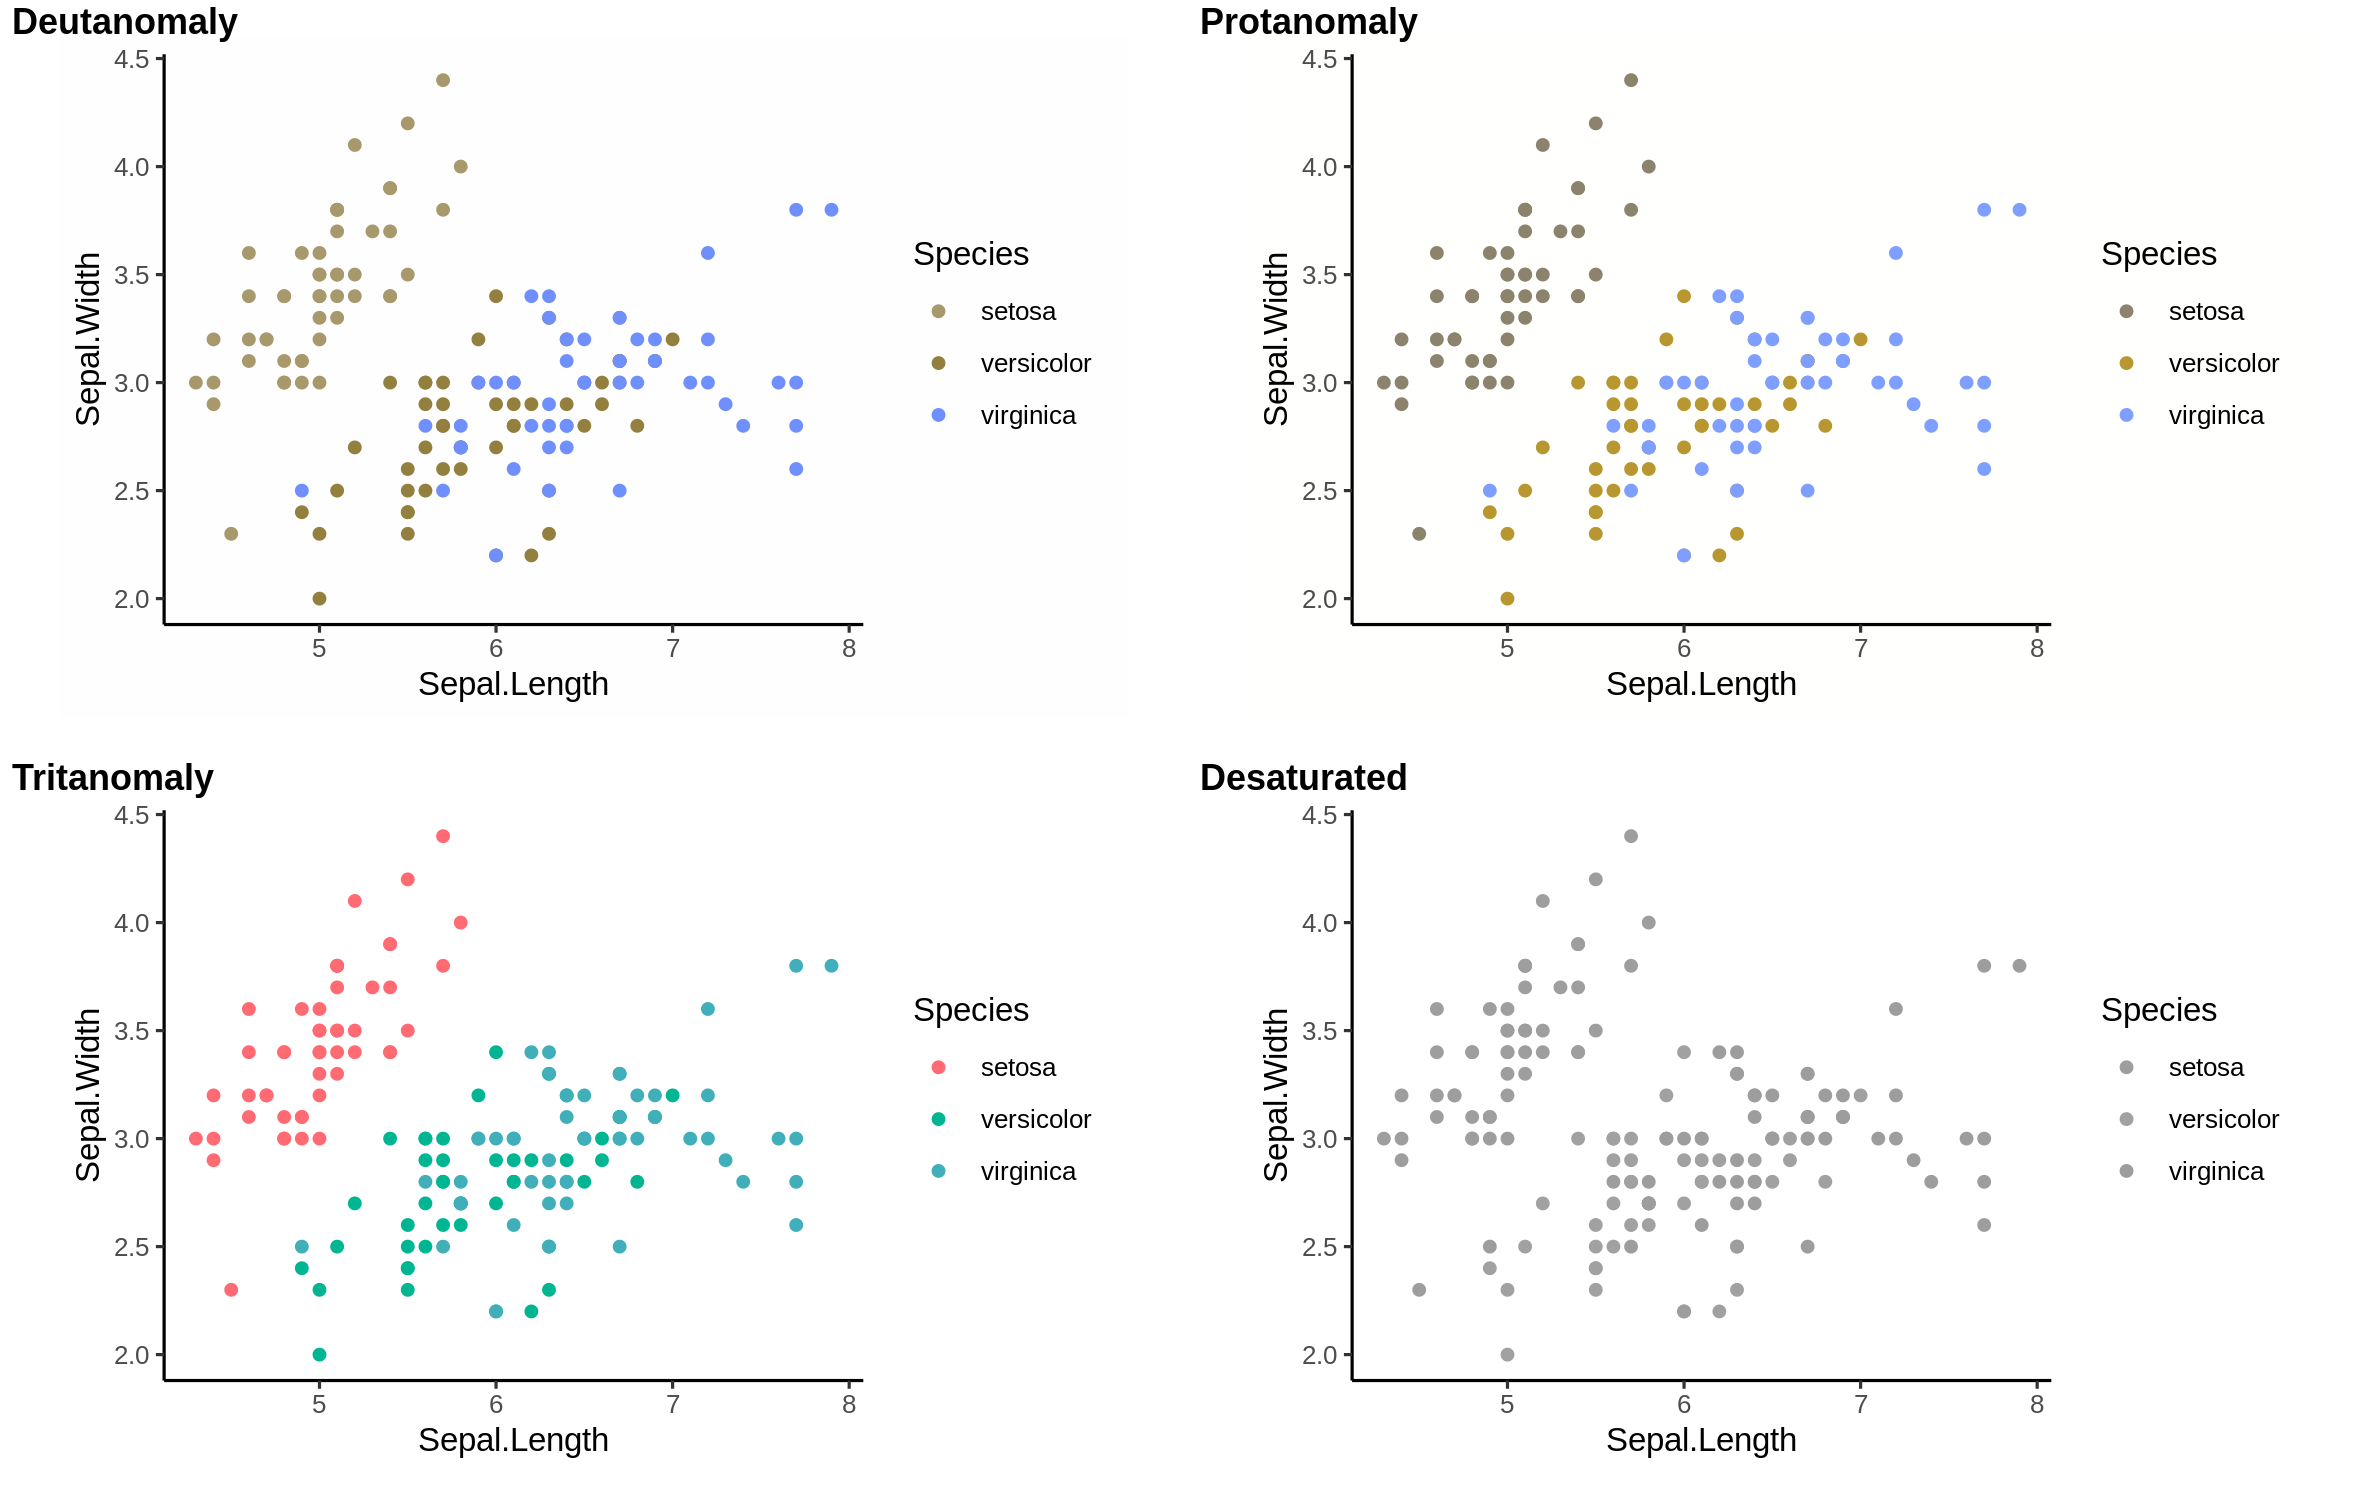 Deutanomaly
4.5
4.0
3.5
3.0
2.5
2.0
Sepal.Width
5 6 7 8
Sepal.Length
Species
setosa
versicolor
virginica
Protanomaly
4.5
4.0
3.5
3.0
2.5
2.0
Sepal.Width
5 6 7 8
Sepal.Length
Species
setosa
versicolor
virginica
Tritanomaly
4.5
4.0
3.5
3.0
2.5
2.0
Sepal.Width
5 6 7 8
Sepal.Length
Species
setosa
versicolor
virginica
Desaturated
4.5
4.0
3.5
3.0
2.5
2.0
Sepal.Width
5 6 7 8
Sepal.Length
Species
setosa
versicolor
virginica